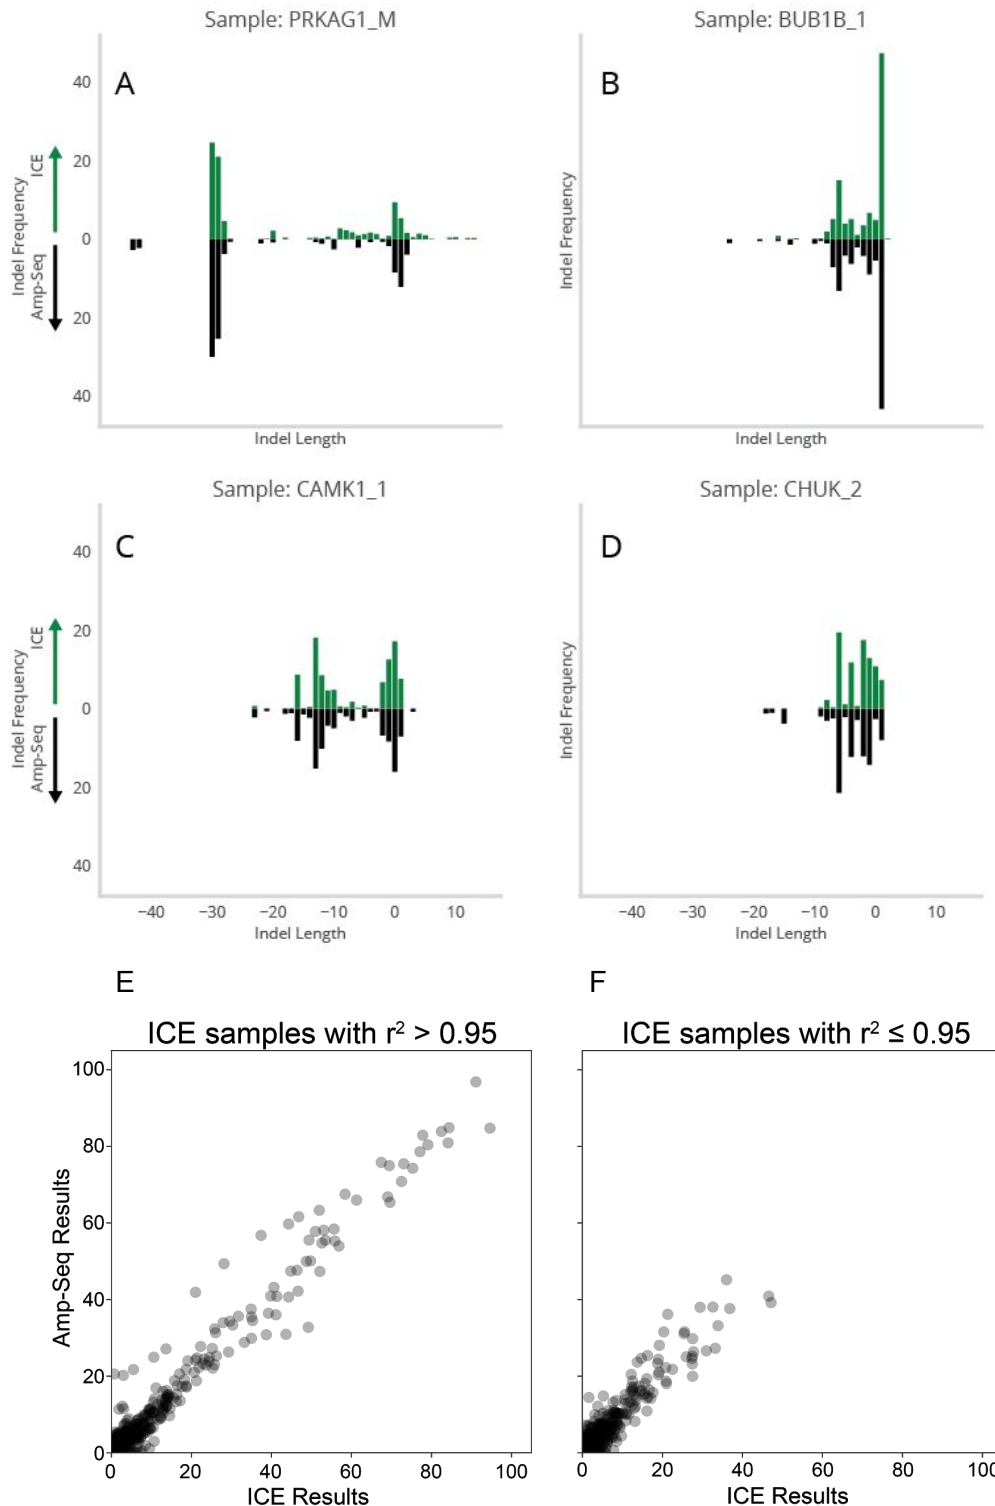 Sample: PRKAG1_M
Sample: BUB1B_1
A
B
40
20
0
20
40
Indel Frequency
Amp-Seq
ICE
Indel Frequency
Indel Length
Indel Length
Sample: CAMK1_1
Sample: CHUK_2
C
D
40
20
0
20
40
Indel Frequency
Amp-Seq
ICE
Indel Frequency
−40 −30 −20 −10 0 10
−40 −30 −20 −10 0 10
Indel Length
Indel Length
E
F
ICE samples with r² > 0.95
ICE samples with r² ≤ 0.95
100
80
60
40
20
0
Amp-Seq Results
0 20 40 60 80 100
0 20 40 60 80 100
ICE Results
ICE Results